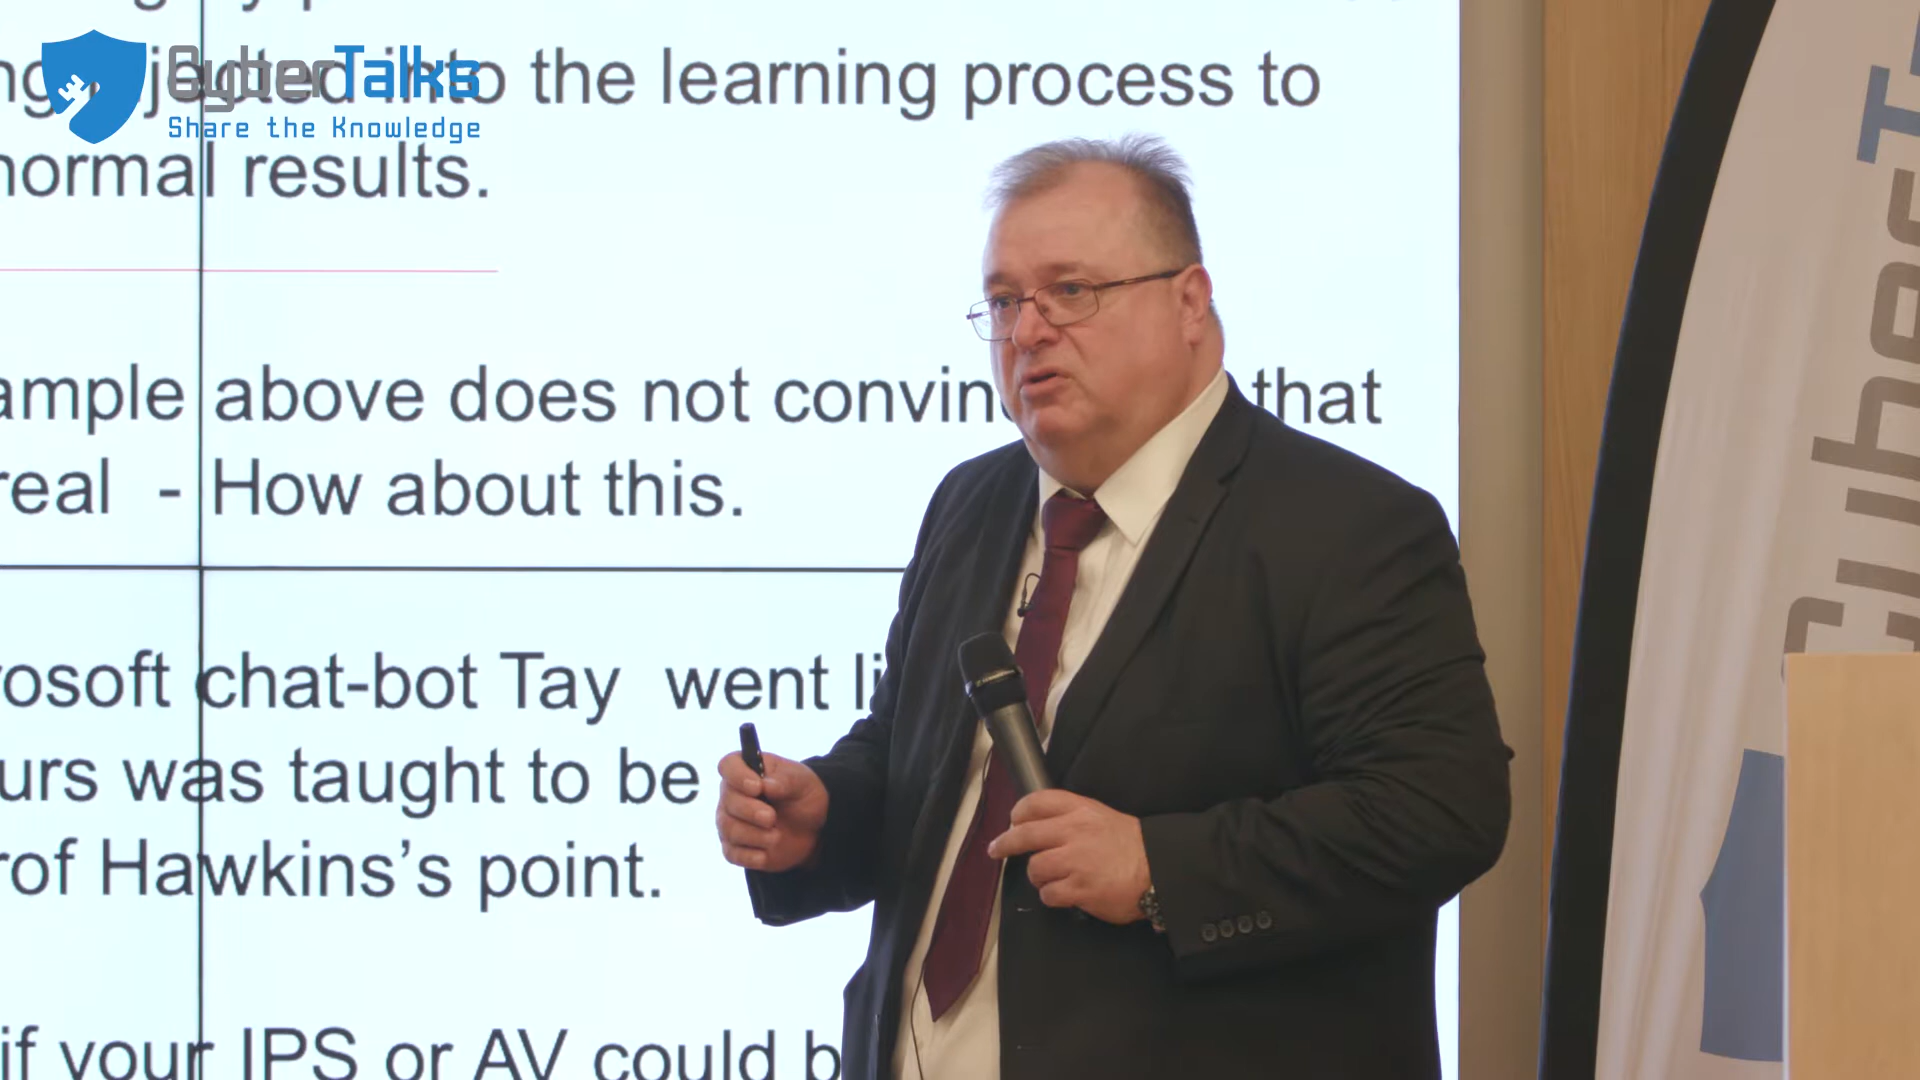 CyberTalks
Share the Knowledge
into the learning process to
normal results.
ample above does not that
real - How about this.
rosoft chat-bot Tay went
urs was taught to be
rof Hawkins's point.
if your IPS or AV could b
Cyber